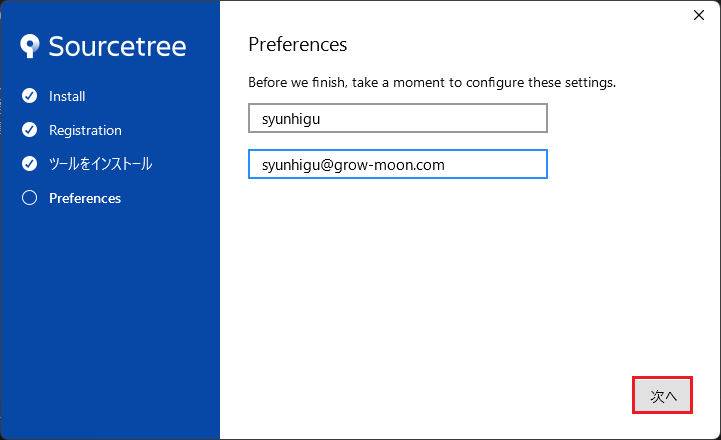 Sourcetree
Install
Registration
ツールをインストール
Preferences
Preferences
Before we finish, take a moment to configure these settings.
syunhigu
syunhigu@grow-moon.com
次へ